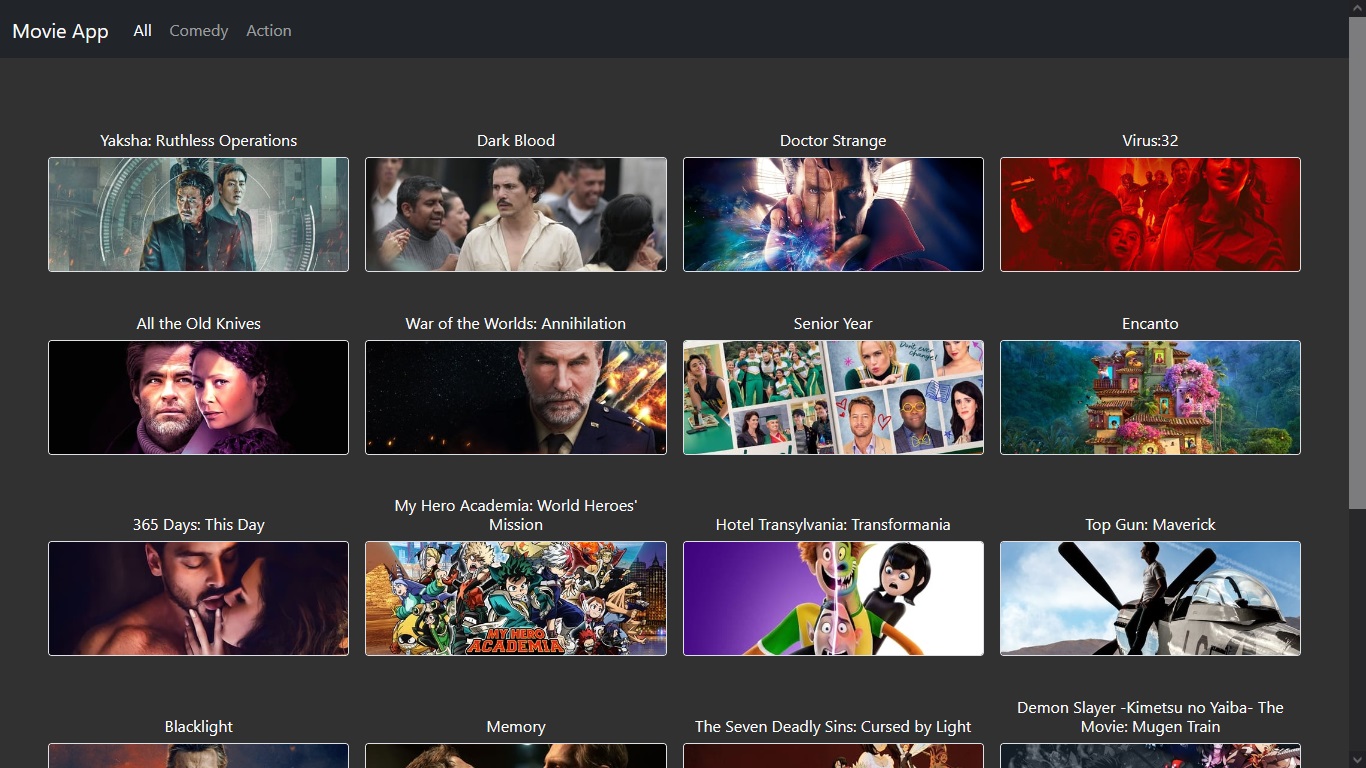 Movie App All Comedy Action
Yaksha: Ruthless Operations Dark Blood Doctor Strange Virus:32
All the Old Knives War of the Worlds: Annihilation Senior Year Encanto
Don't ever
change!
365 Days: This Day
My Hero Academia: World Heroes'
Mission
Hotel Transylvania: Transformania
Top Gun: Maverick
MY HERO
ACADEMIA
Blacklight
Memory
The Seven Deadly Sins: Cursed by Light
Demon Slayer -Kimetsu no Yaiba- The
Movie: Mugen Train